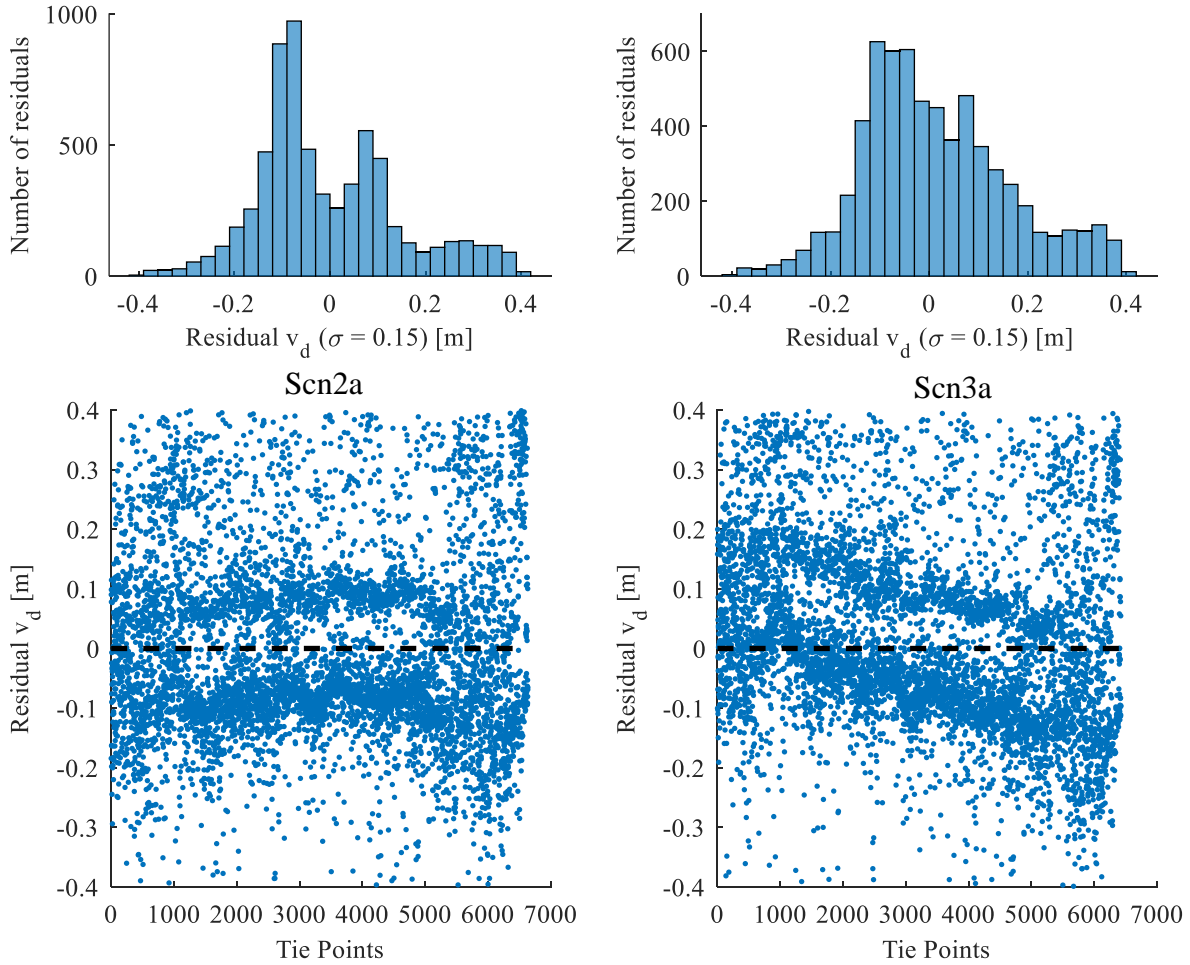 1000
500
0
Number of residuals
-0.4 -0.2 0 0.2 0.4
Residual v_d (σ = 0.15) [m]
600
400
200
0
Number of residuals
-0.4 -0.2 0 0.2 0.4
Residual v_d (σ = 0.15) [m]
Scn2a
0.4
0.3
0.2
0.1
0
-0.1
-0.2
-0.3
-0.4
Residual v_d [m]
0 1000 2000 3000 4000 5000 6000 7000
Tie Points
Scn3a
0.4
0.3
0.2
0.1
0
-0.1
-0.2
-0.3
-0.4
Residual v_d [m]
0 1000 2000 3000 4000 5000 6000 7000
Tie Points